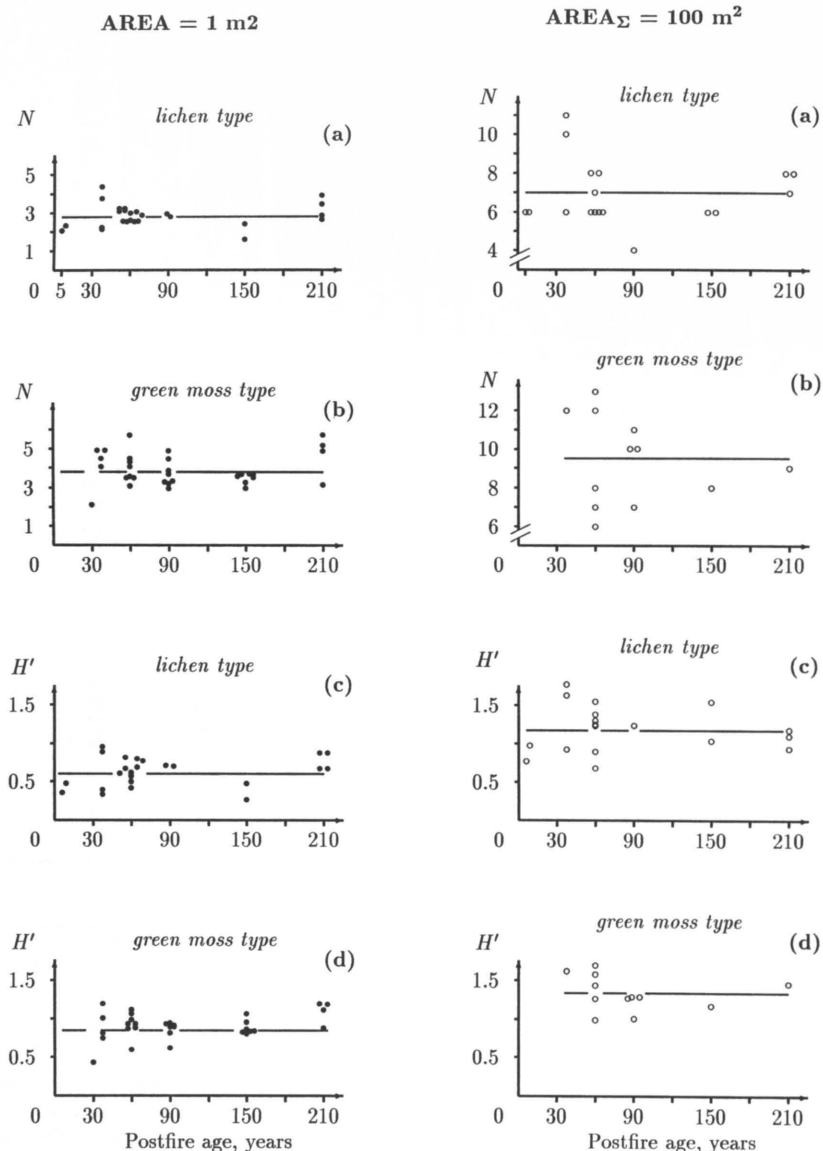 AREA = 1 m2
N
lichen type
(a)
5
3
1
0 5 30 90 150 210
N
green moss type
(b)
5
3
1
0 30 90 150 210
H′
lichen type
(c)
1.5
0.5
0 30 90 150 210
H′
green moss type
(d)
1.5
0.5
0 30 90 150 210
Postfire age, years
AREA_Σ = 100 m²
N
lichen type
(a)
10
8
6
4
0 30 90 150 210
N
green moss type
(b)
12
10
8
6
0 30 90 150 210
H′
lichen type
(c)
1.5
0.5
0 30 90 150 210
H′
green moss type
(d)
1.5
0.5
0 30 90 150 210
Postfire age, years